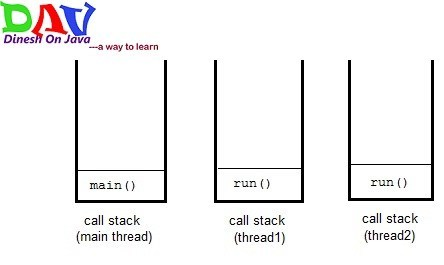 DAV
Dinesh On Java
---a way to learn
main()
run()
run()
call stack
(main thread)
call stack
(thread1)
call stack
(thread2)